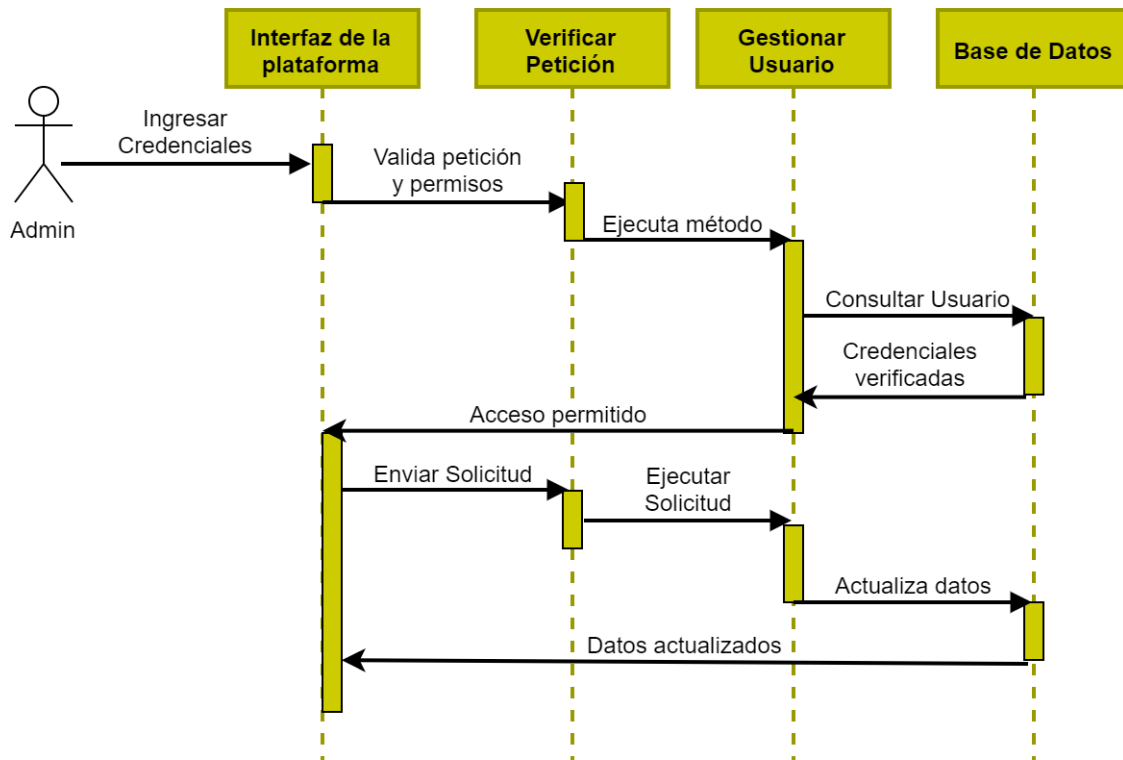 Interfaz de la
plataforma
Verificar
Petición
Gestionar
Usuario
Base de Datos
Ingresar
Credenciales
Admin
Valida petición
y permisos
Ejecuta método
Consultar Usuario
Credenciales
verificadas
Acceso permitido
Enviar Solicitud
Ejecutar
Solicitud
Actualiza datos
Datos actualizados